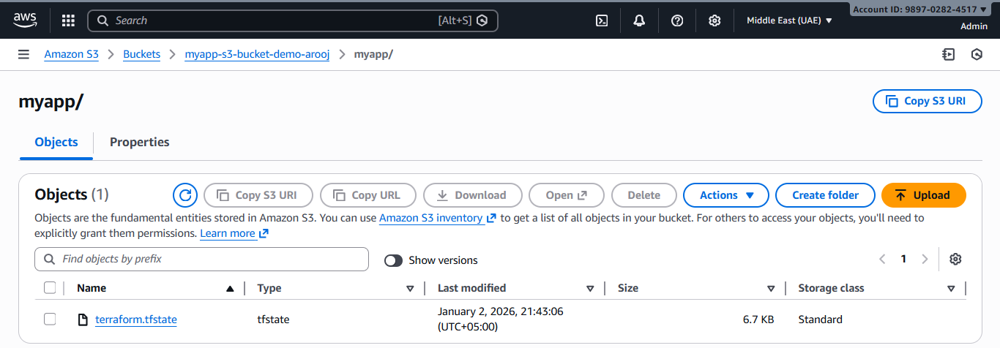 Account ID: 9897-0282-4517 ▼
aws Search [Alt+S] Middle East (UAE) ▼ Admin
Amazon S3 > Buckets > myapp-s3-bucket-demo-arooj > myapp/
myapp/ Copy S3 URI
Objects Properties
Objects (1) Copy S3 URI Copy URL Download Open Delete Actions ▼ Create folder Upload
Objects are the fundamental entities stored in Amazon S3. You can use Amazon S3 inventory to get a list of all objects in your bucket. For others to access your objects, you'll need to
explicitly grant them permissions. Learn more
Find objects by prefix Show versions 1
Name Type Last modified Size Storage class
terraform.tfstate tfstate January 2, 2026, 21:43:06 (UTC+05:00) 6.7 KB Standard